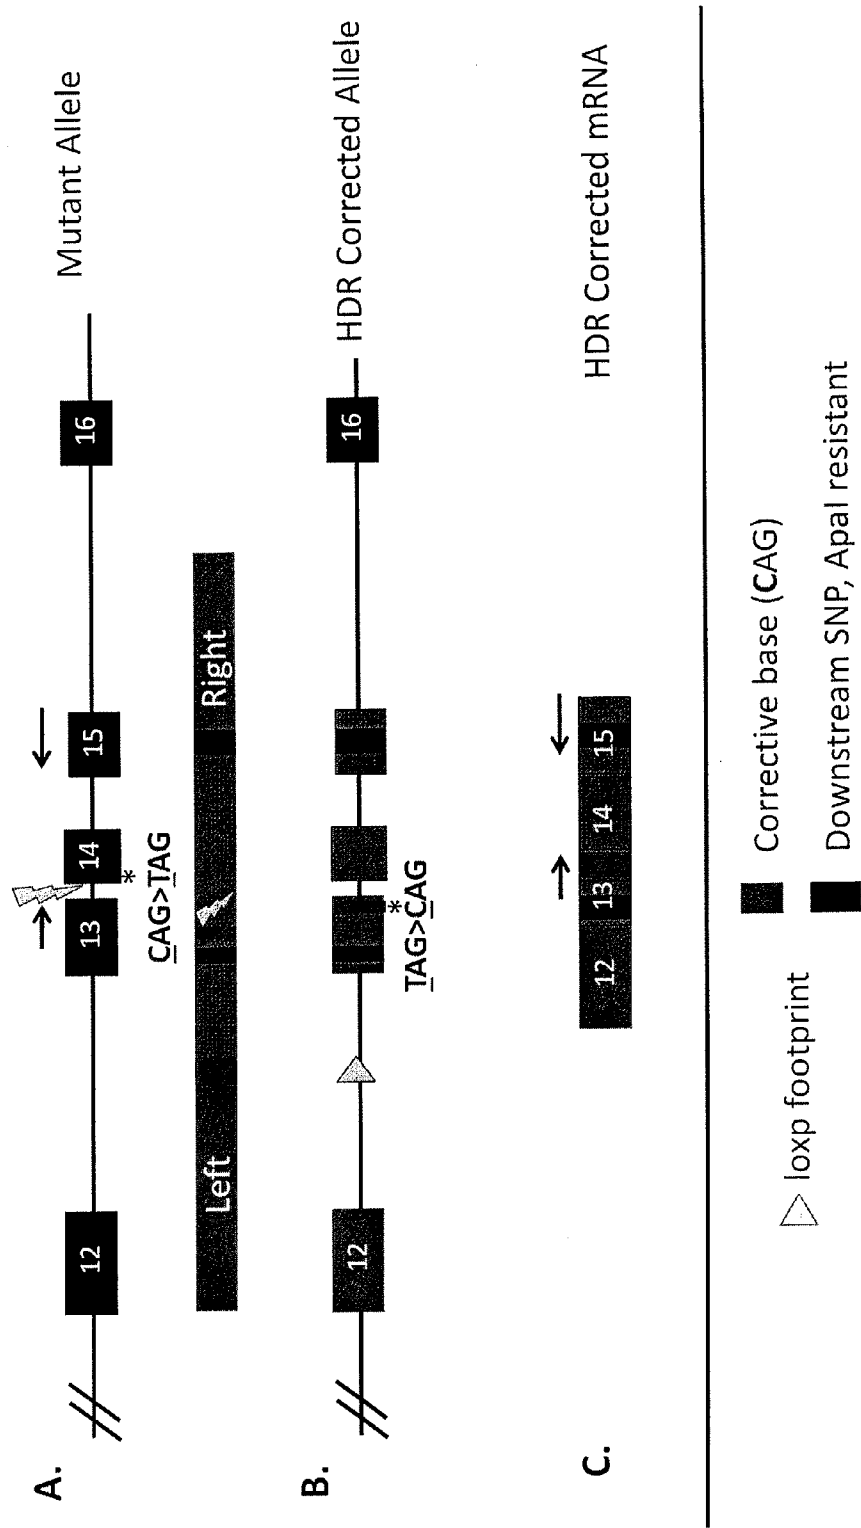 A.
Mutant Allele
12
13
14
15
16
*
CAG>TAG
Left
Right
B.
HDR Corrected Allele
12
16
*
TAG>CAG
C.
HDR Corrected mRNA
12
13
14
15
loxp footprint
Corrective base (CAG)
Downstream SNP, ApaI resistant